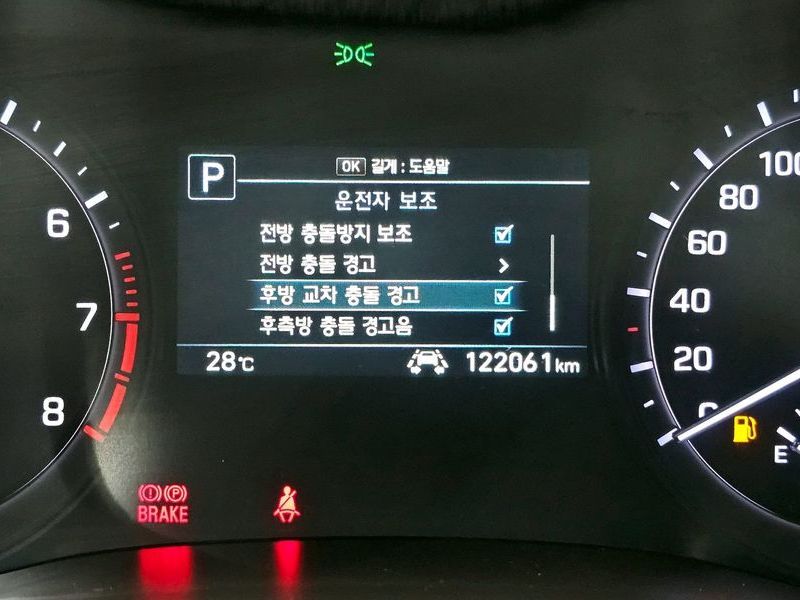 P
OK 길게 : 도움말
운전자 보조
전방 충돌방지 보조
전방 충돌 경고
후방 교차 충돌 경고
후측방 충돌 경고음
28℃
122061km
6
7
8
100
80
60
40
20
0
E
(P)
BRAKE